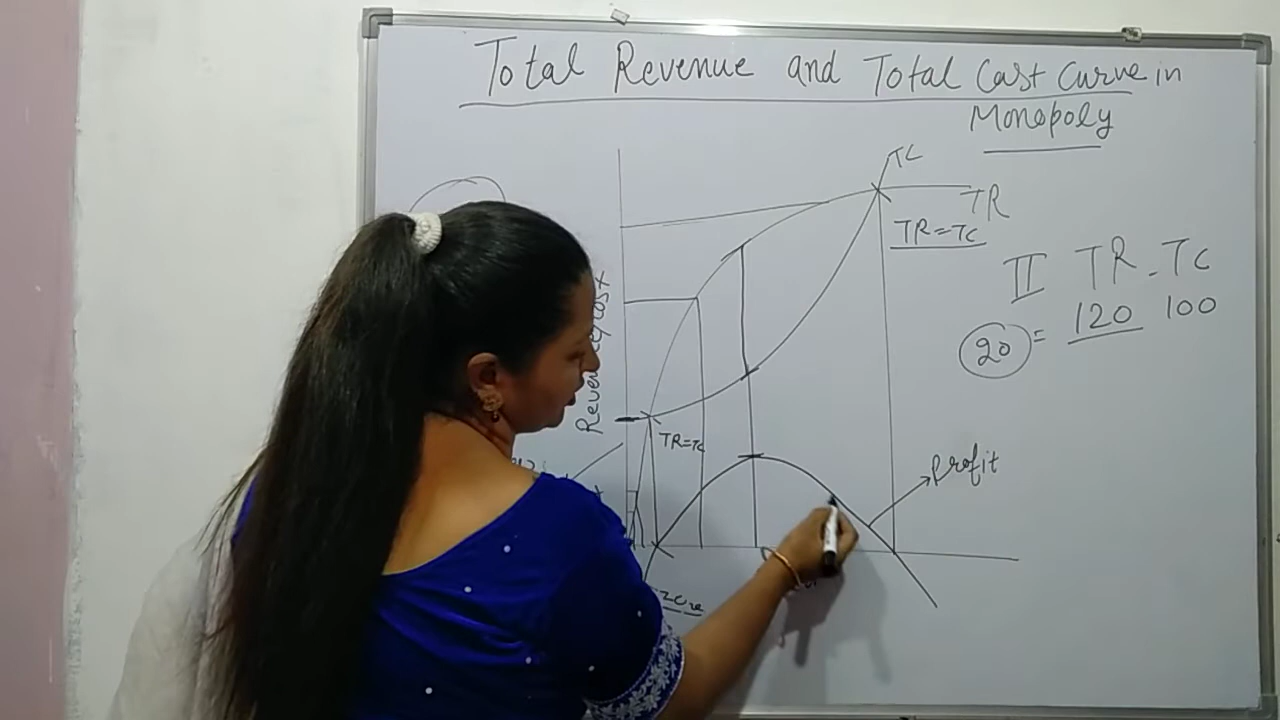 Total Revenue and Total Cost Curve in
Monopoly
TC
TR
TR=TC
II TR - TC
20 = 120 100
TR=TC
Profit